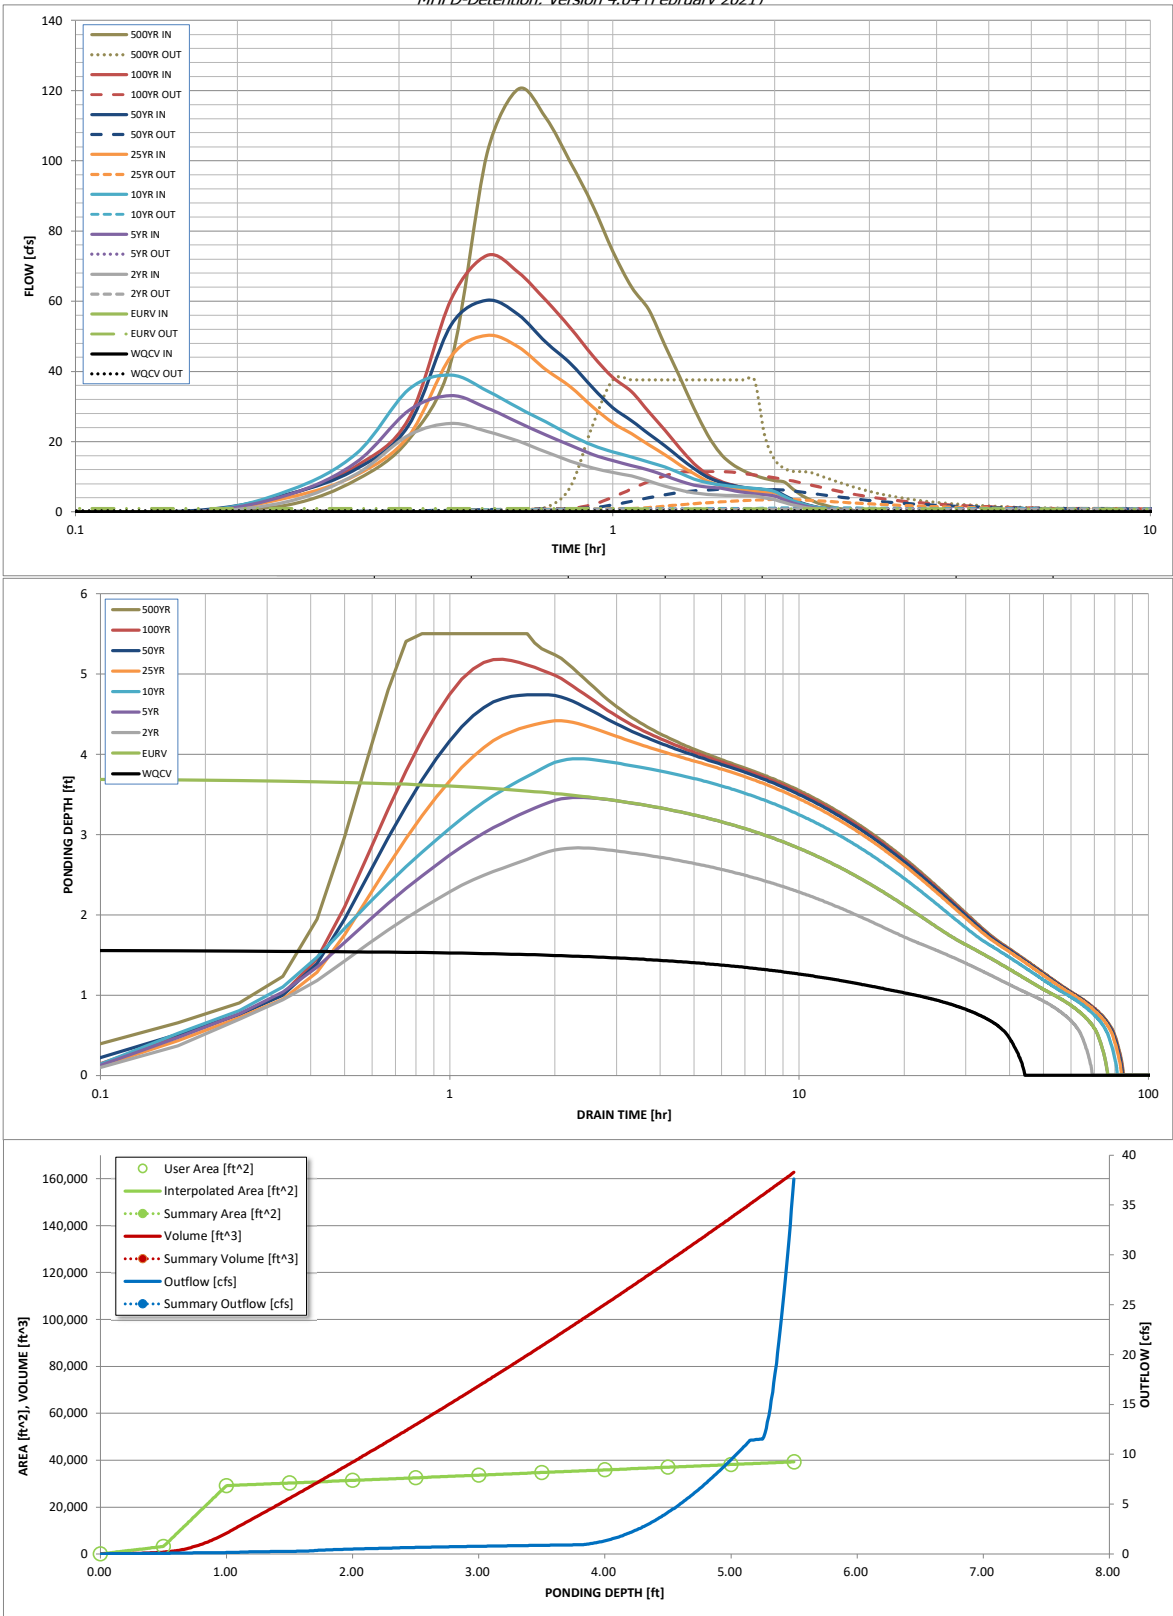 MHFD-Detention, Version 4.04 (February 2021)
140
120
100
80
60
40
20
0
FLOW [cfs]
500YR IN
500YR OUT
100YR IN
100YR OUT
50YR IN
50YR OUT
25YR IN
25YR OUT
10YR IN
10YR OUT
5YR IN
5YR OUT
2YR IN
2YR OUT
EURV IN
EURV OUT
WQCV IN
WQCV OUT
0.1
1
10
TIME [hr]
6
5
4
3
2
1
0
PONDING DEPTH [ft]
500YR
100YR
50YR
25YR
10YR
5YR
2YR
EURV
WQCV
0.1
1
10
100
DRAIN TIME [hr]
160,000
140,000
120,000
100,000
80,000
60,000
40,000
20,000
0
AREA [ft^2], VOLUME [ft^3]
User Area [ft^2]
Interpolated Area [ft^2]
Summary Area [ft^2]
Volume [ft^3]
Summary Volume [ft^3]
Outflow [cfs]
Summary Outflow [cfs]
40
35
30
25
20
15
10
5
0
OUTFLOW [cfs]
0.00
1.00
2.00
3.00
4.00
5.00
6.00
7.00
8.00
PONDING DEPTH [ft]